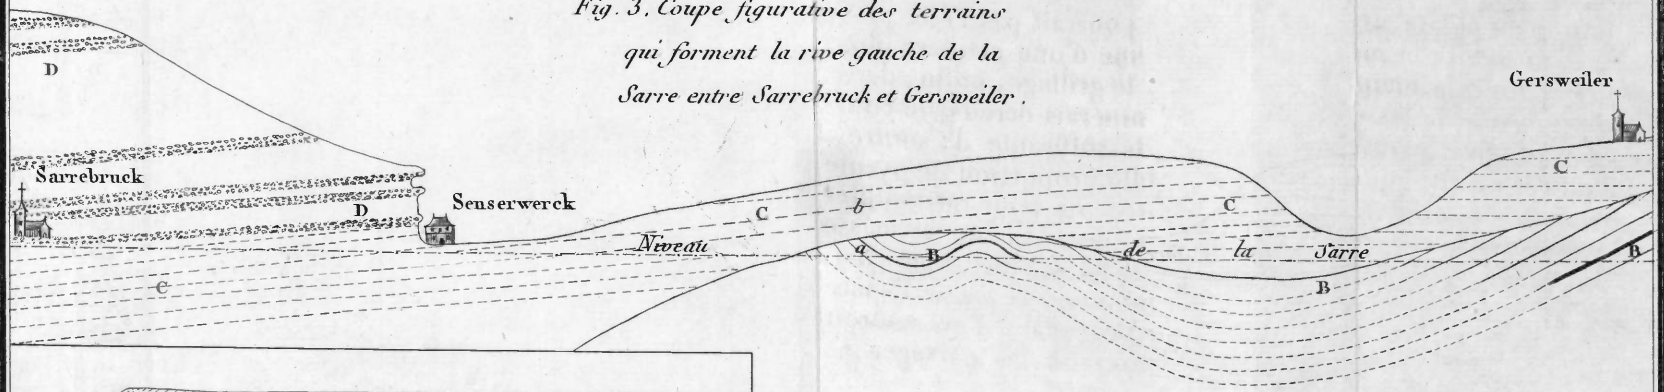 Fig. 3. Coupe figurative des terrains
qui forment la rive gauche de la
Sarre entre Sarrebruck et Gersweiler.
Gersweiler
D
Sarrebruck
D
Senserwerck
C
b
C
C
Niveau
a
B
de
la
Sarre
B
C
B